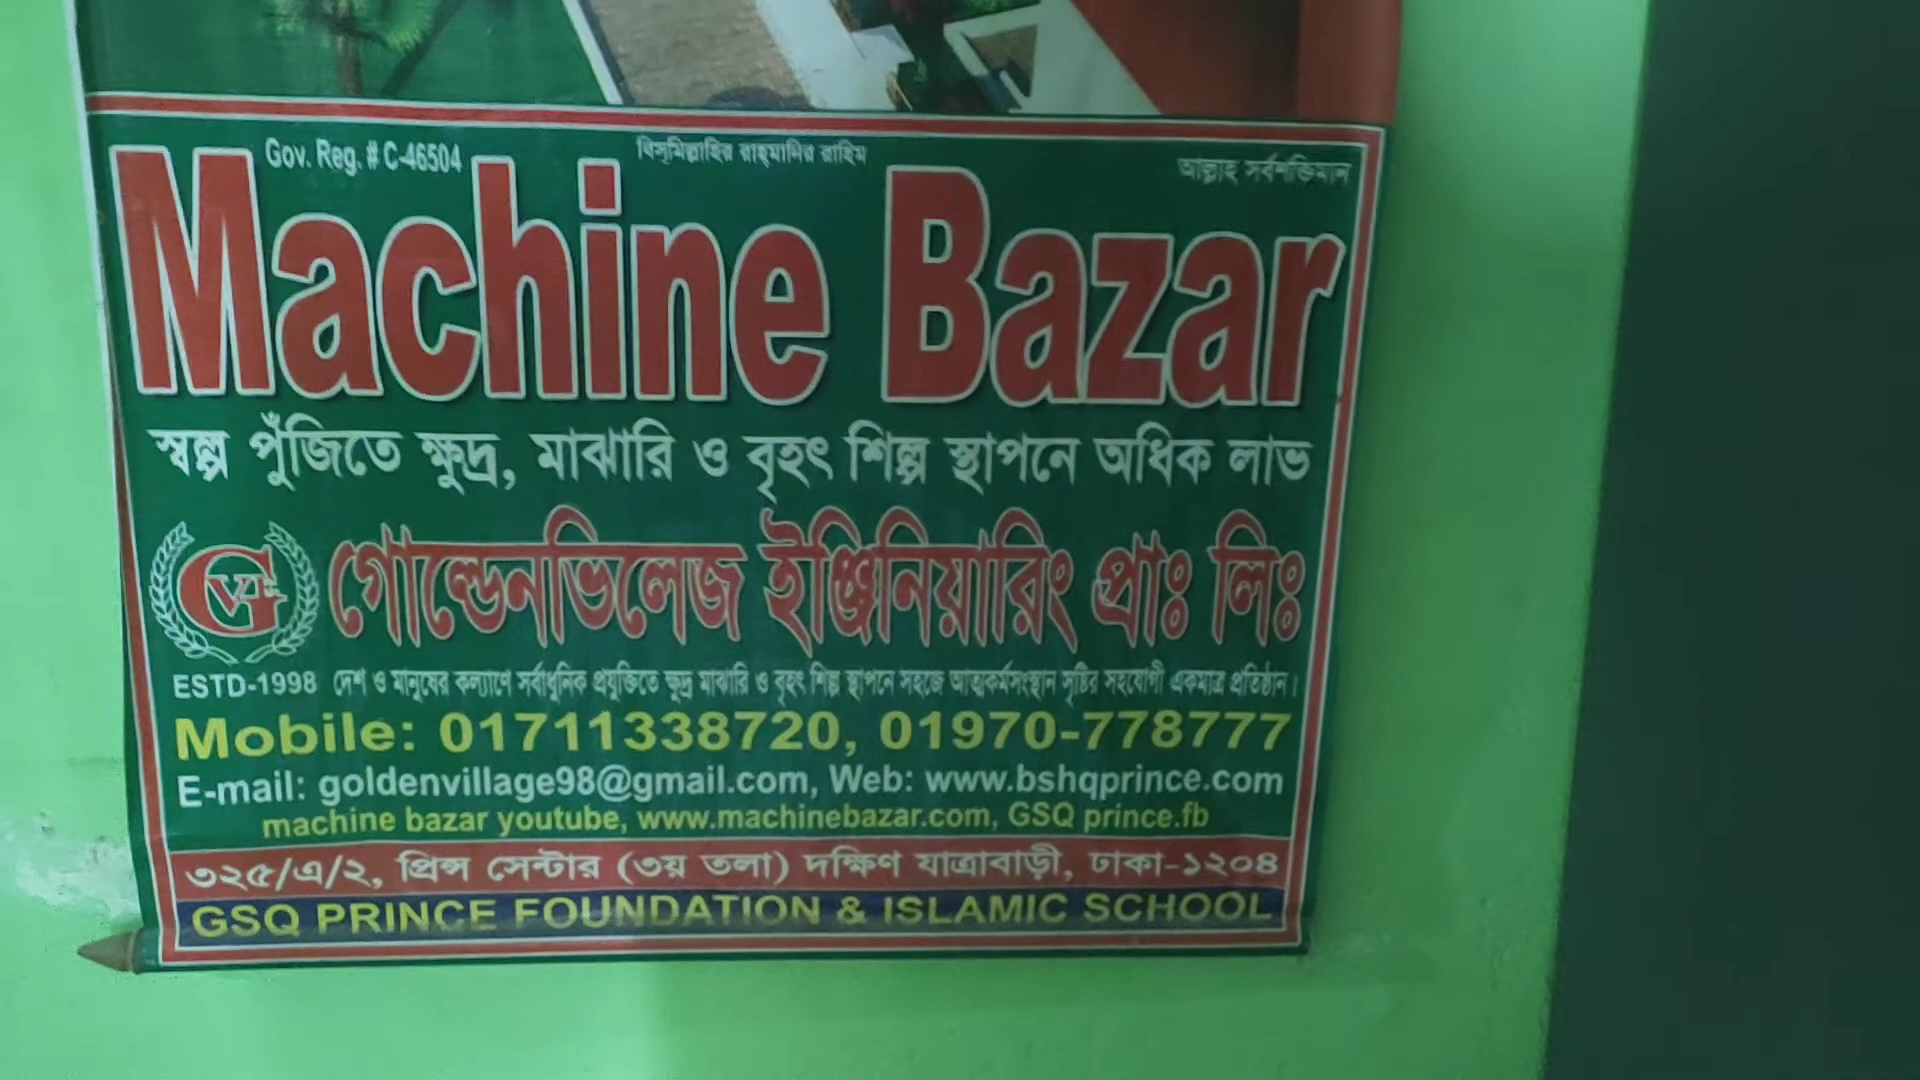 Gov. Reg. # C-46504 বিস্‌মিল্লাহির রাহ্‌মানির রাহিম আল্লাহ সর্বশক্তিমান
Machine Bazar
স্বল্প পুঁজিতে ক্ষুদ্র, মাঝারি ও বৃহৎ শিল্প স্থাপনে অধিক লাভ
GVE গোল্ডেনভিলেজ ইঞ্জিনিয়ারিং প্রাঃ লিঃ
ESTD-1998 দেশ ও মানুষের কল্যাণে সর্বাধুনিক প্রযুক্তিতে ক্ষুদ্র মাঝারি ও বৃহৎ শিল্প স্থাপনে সহজে আত্মকর্মসংস্থান সৃষ্টির সহযোগী একমাত্র প্রতিষ্ঠান।
Mobile: 01711338720, 01970-778777
E-mail: goldenvillage98@gmail.com, Web: www.bshqprince.com
machine bazar youtube, www.machinebazar.com, GSQ prince.fb
৩২৫/এ/২, প্রিন্স সেন্টার (৩য় তলা) দক্ষিণ যাত্রাবাড়ী, ঢাকা-১২০৪
GSQ PRINCE FOUNDATION & ISLAMIC SCHOOL